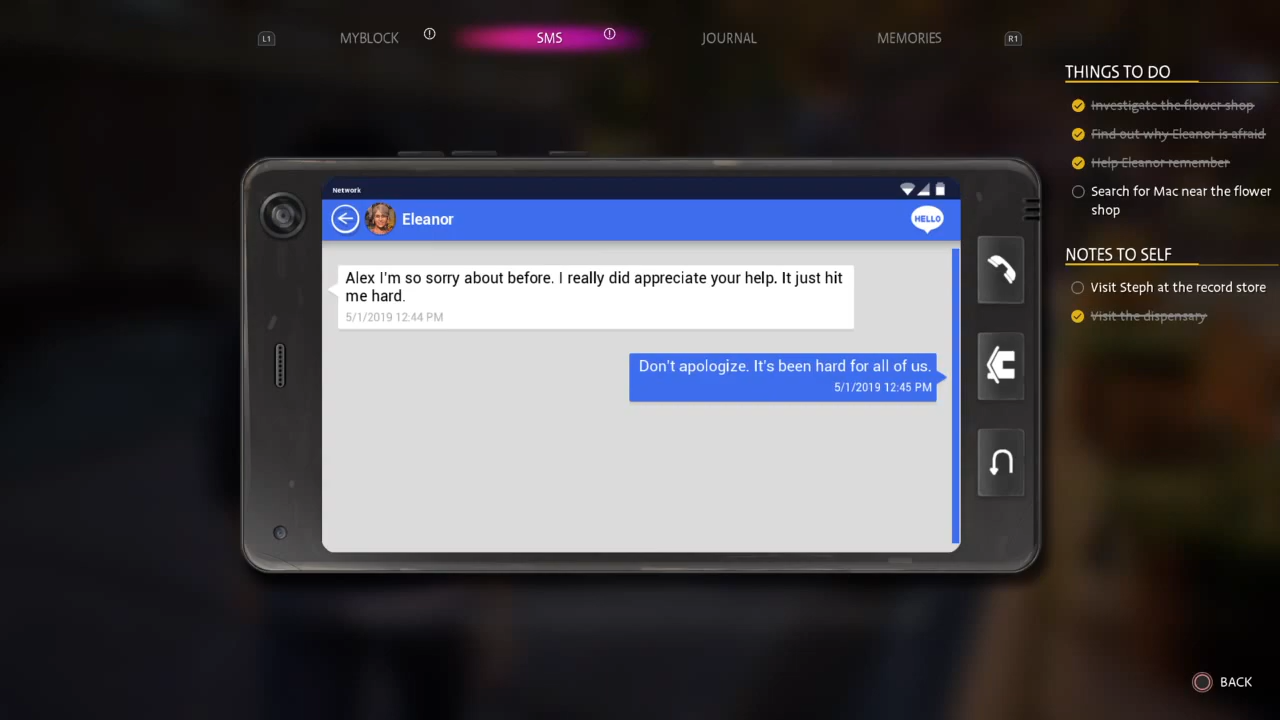 L1
MYBLOCK
SMS
JOURNAL
MEMORIES
R1
THINGS TO DO
Investigate the flower shop
Find out why Eleanor is afraid
Help Eleanor remember
Search for Mac near the flower
shop
NOTES TO SELF
Visit Steph at the record store
Visit the dispensary
Network
Eleanor
HELLO
Alex I'm so sorry about before. I really did appreciate your help. It just hit
me hard.
5/1/2019 12:44 PM
Don't apologize. It's been hard for all of us.
5/1/2019 12:45 PM
BACK